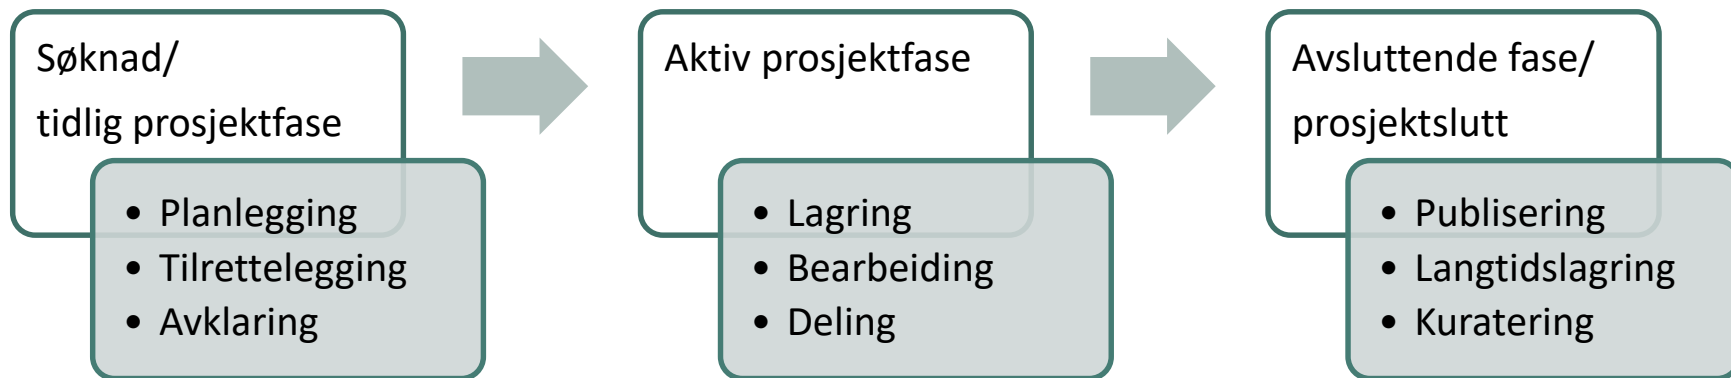 Søknad/
tidlig prosjektfase
• Planlegging
• Tilrettelegging
• Avklaring
Aktiv prosjektfase
• Lagring
• Bearbeiding
• Deling
Avsluttende fase/
prosjektslutt
• Publisering
• Langtidslagring
• Kuratering